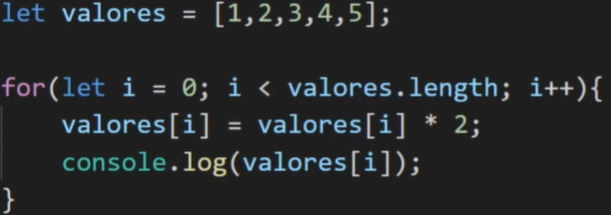 let valores = [1,2,3,4,5];
for(let i = 0; i < valores.length; i++){
    valores[i] = valores[i] * 2;
    console.log(valores[i]);
}